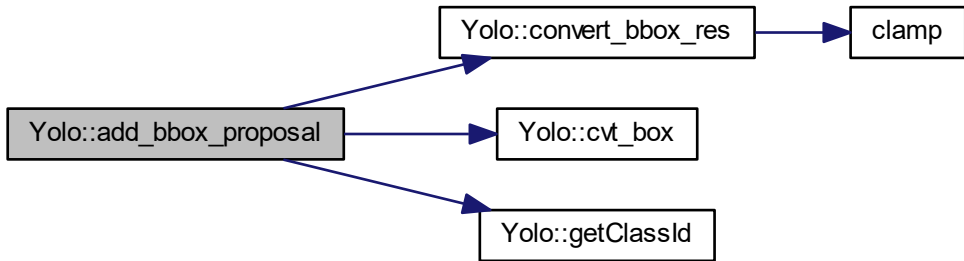 Yolo::convert_bbox_res
clamp
Yolo::add_bbox_proposal
Yolo::cvt_box
Yolo::getClassId